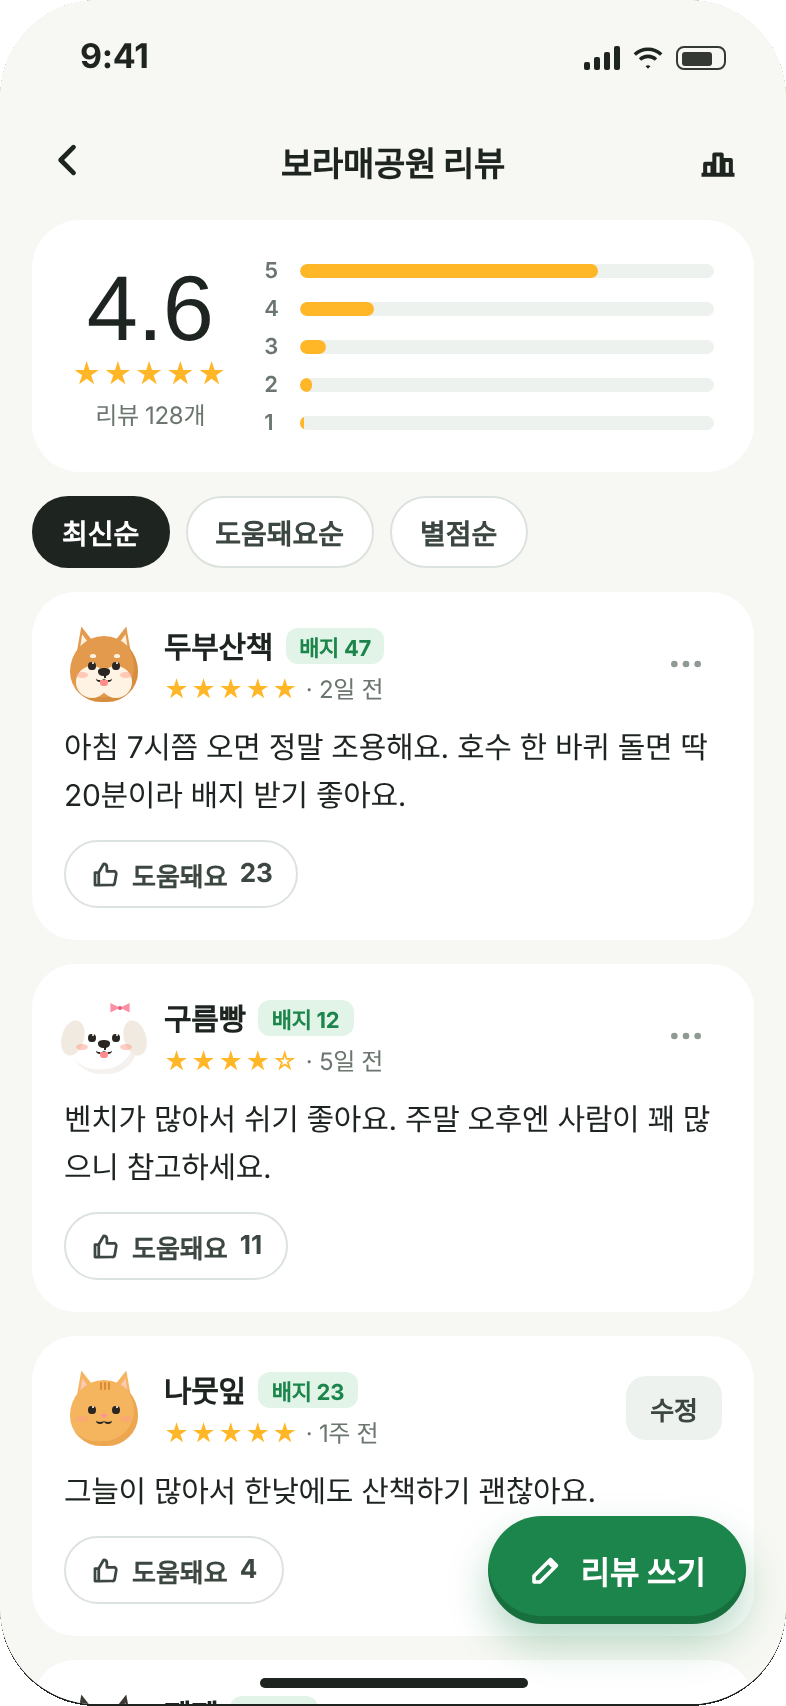 9:41
보라매공원 리뷰
4.6
★★★★★
리뷰 128개
5
4
3
2
1
최신순 도움돼요순 별점순
두부산책 배지 47
★★★★★ · 2일 전
아침 7시쯤 오면 정말 조용해요. 호수 한 바퀴 돌면 딱
20분이라 배지 받기 좋아요.
도움돼요 23
구름빵 배지 12
★★★★☆ · 5일 전
벤치가 많아서 쉬기 좋아요. 주말 오후엔 사람이 꽤 많
으니 참고하세요.
도움돼요 11
나뭇잎 배지 23
★★★★★ · 1주 전
수정
그늘이 많아서 한낮에도 산책하기 괜찮아요.
도움돼요 4
리뷰 쓰기